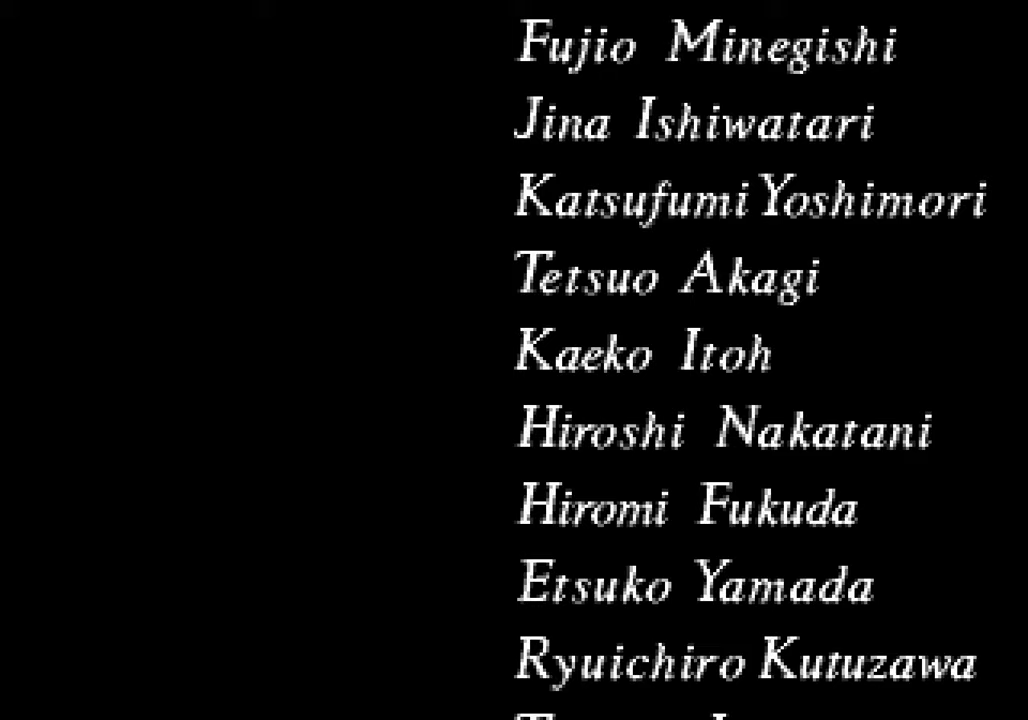 Fujio Minegishi
Jina Ishiwatari
Katsufumi Yoshimori
Tetsuo Akagi
Kaeko Itoh
Hiroshi Nakatani
Hiromi Fukuda
Etsuko Yamada
Ryuichiro Kutuzawa